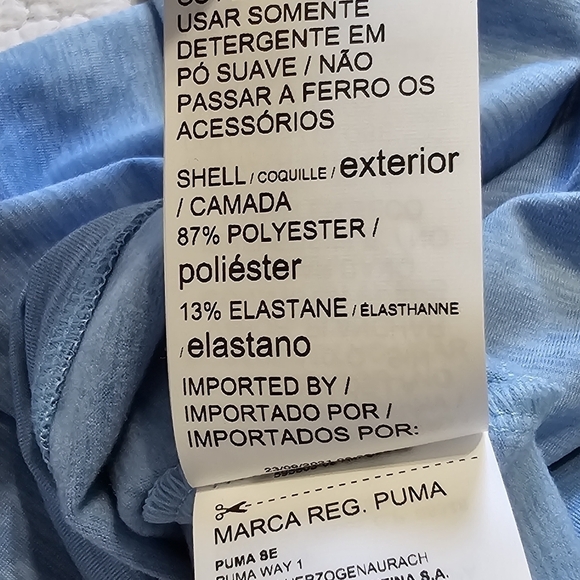 USAR SOMENTE
DETERGENTE EM
PÓ SUAVE / NÃO
PASSAR A FERRO OS
ACESSÓRIOS
SHELL / COQUILLE / exterior
/ CAMADA
87% POLYESTER /
poliéster
13% ELASTANE / ÉLASTHANNE
/ elastano
IMPORTED BY /
IMPORTADO POR /
IMPORTADOS POR:
MARCA REG. PUMA
PUMA SE
PUMA WAY 1
HERZOGENAURACH
S.A.